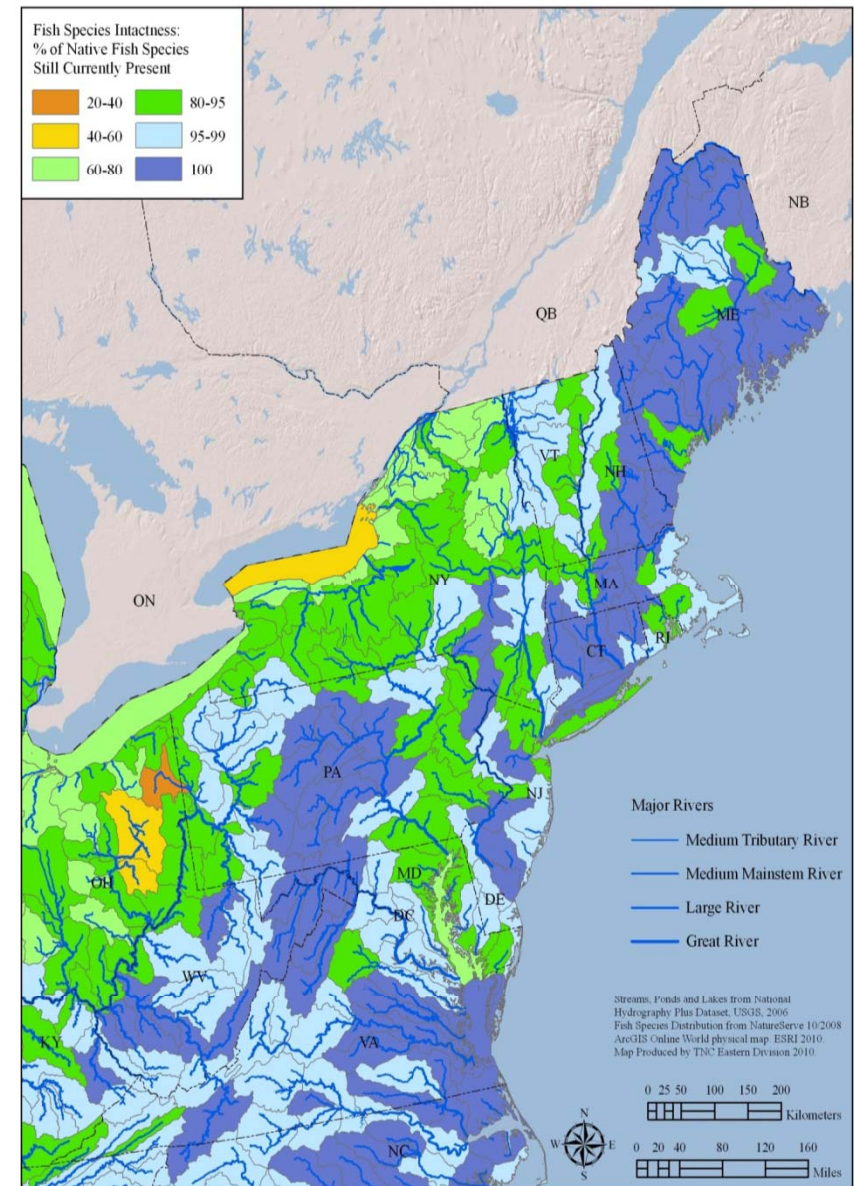 Fish Species Intactness:
% of Native Fish Species
Still Currently Present
20-40
80-95
40-60
95-99
60-80
100
NB
QB
ME
VT
NH
ON
NY
MA
CT
RI
PA
NJ
OH
MD
DE
DC
WV
KY
VA
NC
Major Rivers
Medium Tributary River
Medium Mainstem River
Large River
Great River
Streams, Ponds and Lakes from National
Hydrography Plus Dataset, USGS, 2006
Fish Species Distribution from NatureServe 10/2008
ArcGIS Online World physical map. ESRI 2010.
Map Produced by TNC Eastern Division 2010.
0 25 50 100 150 200
Kilometers
N
W E
S
0 20 40 80 120 160
Miles